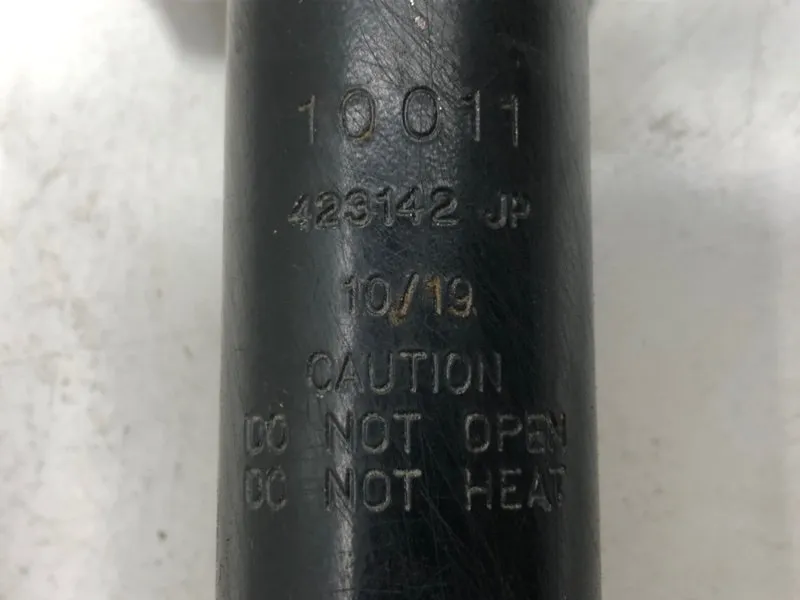 10011
423142 JP
10/19
CAUTION
DO NOT OPEN
DO NOT HEAT